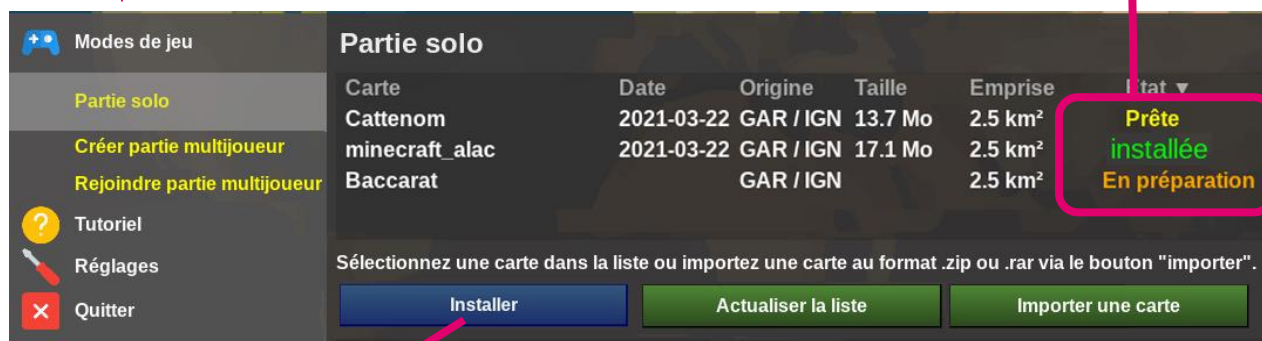 Modes de jeu
Partie solo
Créer partie multijoueur
Rejoindre partie multijoueur
Tutoriel
Réglages
Quitter
Partie solo
Carte Date Origine Taille Emprise Etat ▼
Cattenom 2021-03-22 GAR / IGN 13.7 Mo 2.5 km² Prête
minecraft_alac 2021-03-22 GAR / IGN 17.1 Mo 2.5 km² installée
Baccarat GAR / IGN 2.5 km² En préparation
Sélectionnez une carte dans la liste ou importez une carte au format .zip ou .rar via le bouton "importer".
Installer Actualiser la liste Importer une carte